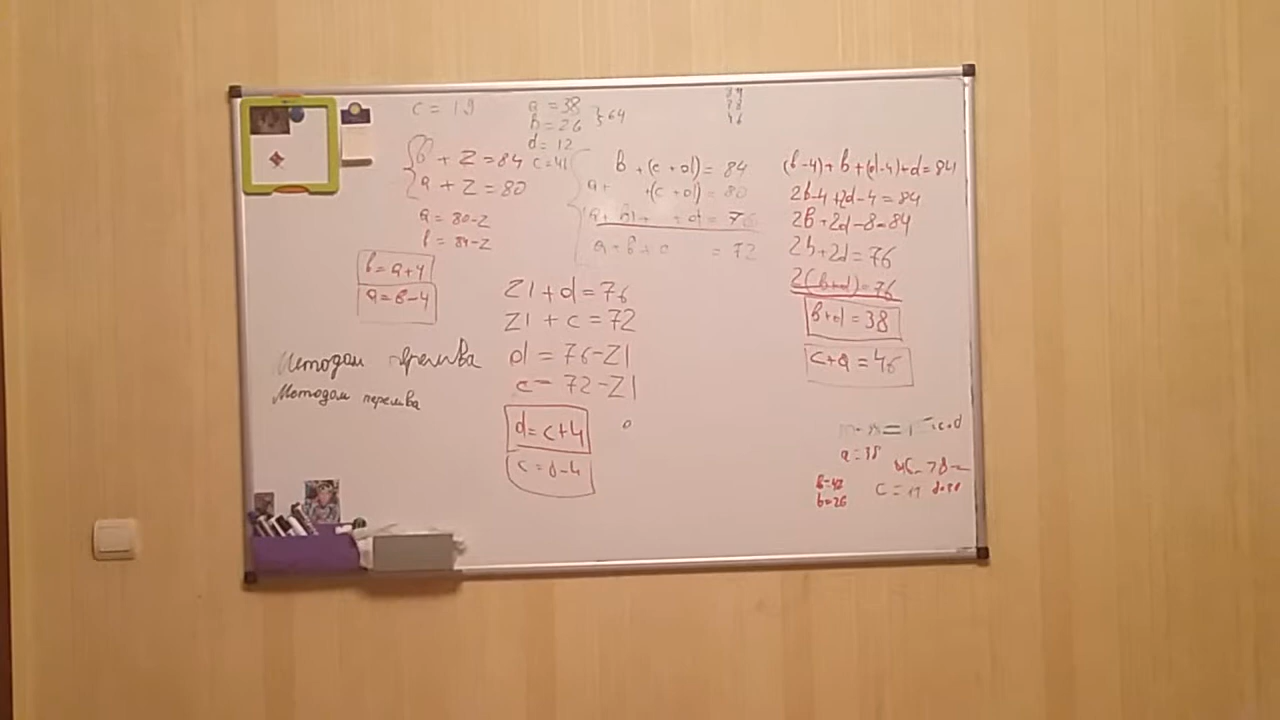 c = 19
a = 38
b = 26
} 64
d = 12
c = 41
b + Z = 84
a + Z = 80
a = 80-Z
b = 84-Z
b = a+4
a = b-4
b + (c + d) = 84
a + (c + d) = 80
a + b + d = 76
a + b + c = 72
Z1 + d = 76
Z1 + c = 72
d = 76-Z1
c = 72-Z1
d = c+4
c = d-4
(b-4)+b+(d-4)+d=84
2b-4+2d-4=84
2b+2d-8=84
2b+2d=76
2(b+d)=76
b+d=38
c+a=46
Методом перелива
Методом перелива
a=38
b=26